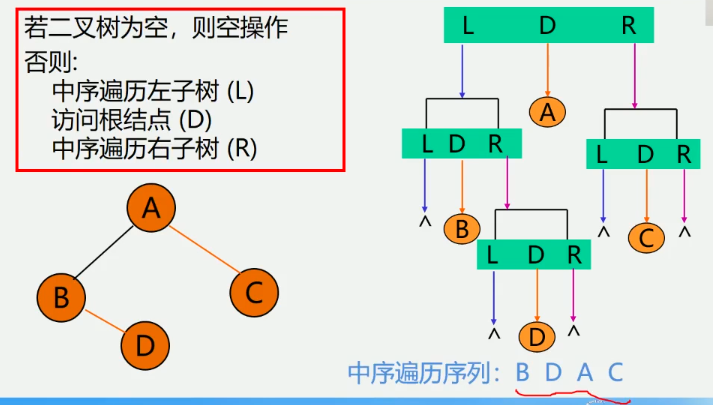 若二叉树为空，则空操作
否则:
中序遍历左子树 (L)
访问根结点 (D)
中序遍历右子树 (R)
L D R
A
L D R
L D R
^ B
^ C ^
L D R
^ D ^
A
B
C
D
中序遍历序列：B D A C